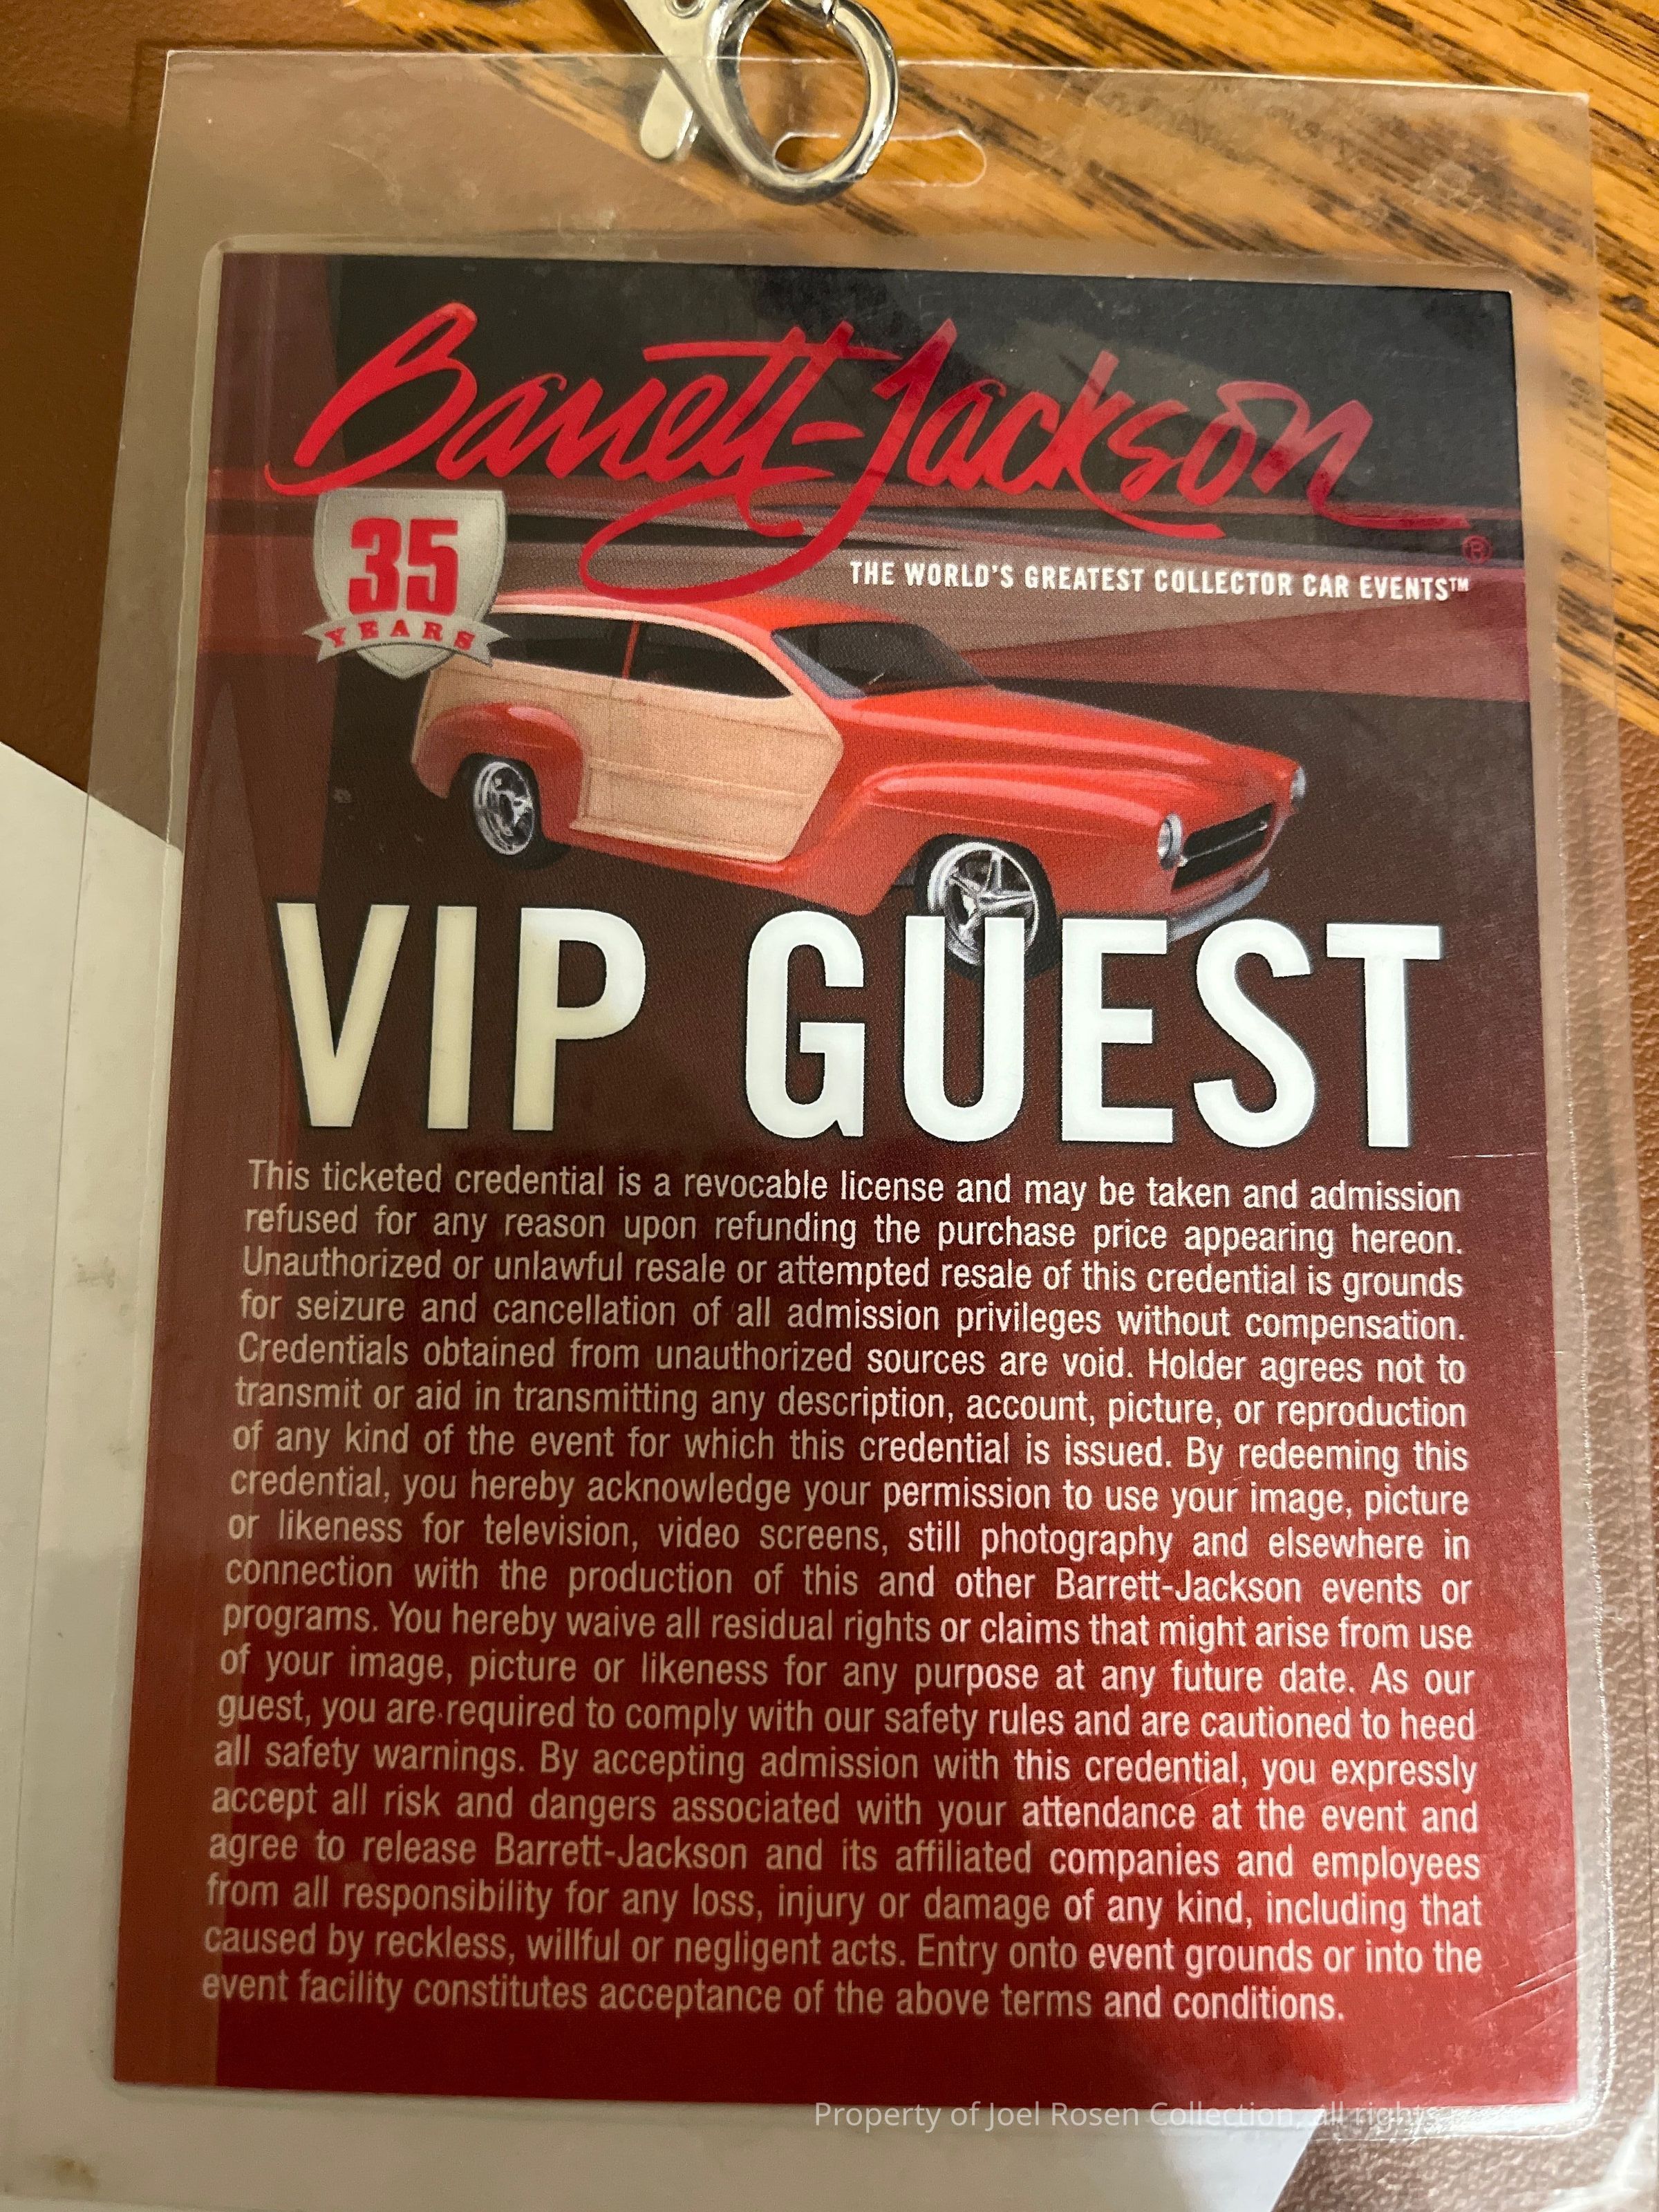 Barrett-Jackson ®
35
YEARS
THE WORLD'S GREATEST COLLECTOR CAR EVENTS™
VIP GUEST
This ticketed credential is a revocable license and may be taken and admission
refused for any reason upon refunding the purchase price appearing hereon.
Unauthorized or unlawful resale or attempted resale of this credential is grounds
for seizure and cancellation of all admission privileges without compensation.
Credentials obtained from unauthorized sources are void. Holder agrees not to
transmit or aid in transmitting any description, account, picture, or reproduction
of any kind of the event for which this credential is issued. By redeeming this
credential, you hereby acknowledge your permission to use your image, picture
or likeness for television, video screens, still photography and elsewhere in
connection with the production of this and other Barrett-Jackson events or
programs. You hereby waive all residual rights or claims that might arise from use
of your image, picture or likeness for any purpose at any future date. As our
guest, you are required to comply with our safety rules and are cautioned to heed
all safety warnings. By accepting admission with this credential, you expressly
accept all risk and dangers associated with your attendance at the event and
agree to release Barrett-Jackson and its affiliated companies and employees
from all responsibility for any loss, injury or damage of any kind, including that
caused by reckless, willful or negligent acts. Entry onto event grounds or into the
event facility constitutes acceptance of the above terms and conditions.
Property of Joel Rosen Collection, all rights